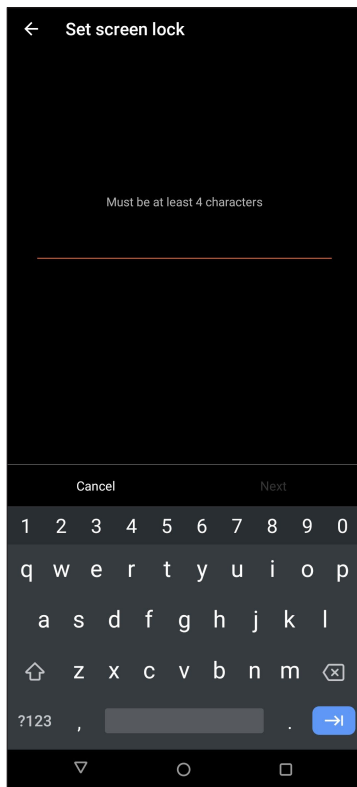 Set screen lock
Must be at least 4 characters
Cancel Next
1 2 3 4 5 6 7 8 9 0
q w e r t y u i o p
a s d f g h j k l
z x c v b n m
?123 , .